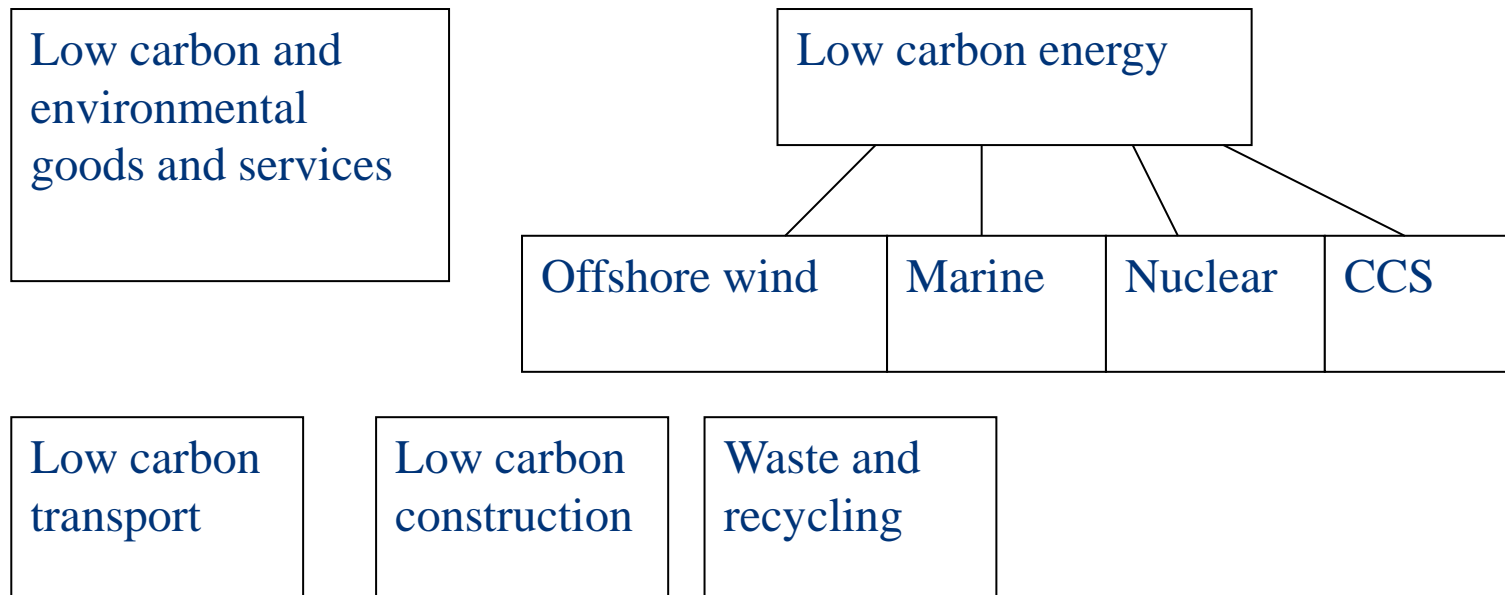 Low carbon and
environmental
goods and services
Low carbon energy
Offshore wind
Marine
Nuclear
CCS
Low carbon
transport
Low carbon
construction
Waste and
recycling